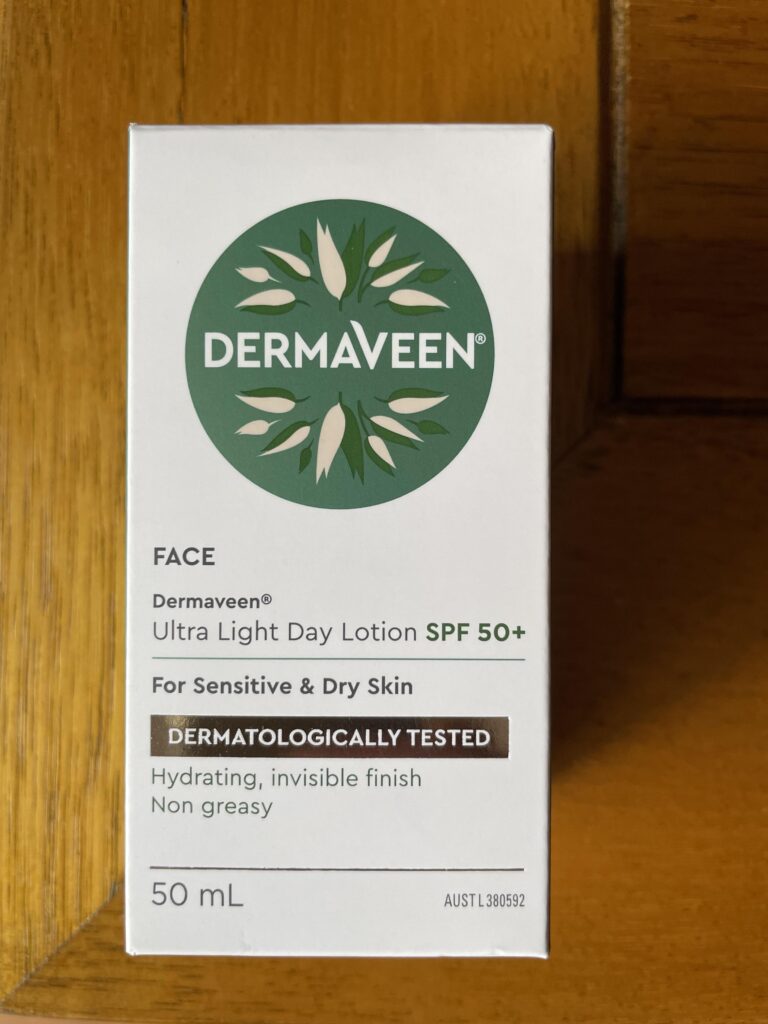 DERMAVEEN®
FACE
Dermaveen®
Ultra Light Day Lotion SPF 50+
For Sensitive & Dry Skin
DERMATOLOGICALLY TESTED
Hydrating, invisible finish
Non greasy
50 mL
AUST L 380592